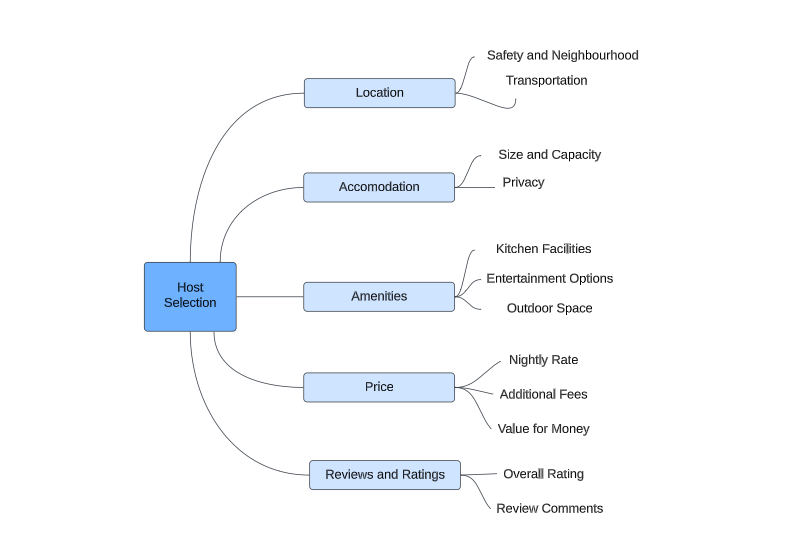 Safety and Neighbourhood
Transportation
Location
Size and Capacity
Privacy
Accomodation
Host
Selection
Kitchen Facilities
Entertainment Options
Outdoor Space
Amenities
Nightly Rate
Additional Fees
Value for Money
Price
Overall Rating
Review Comments
Reviews and Ratings